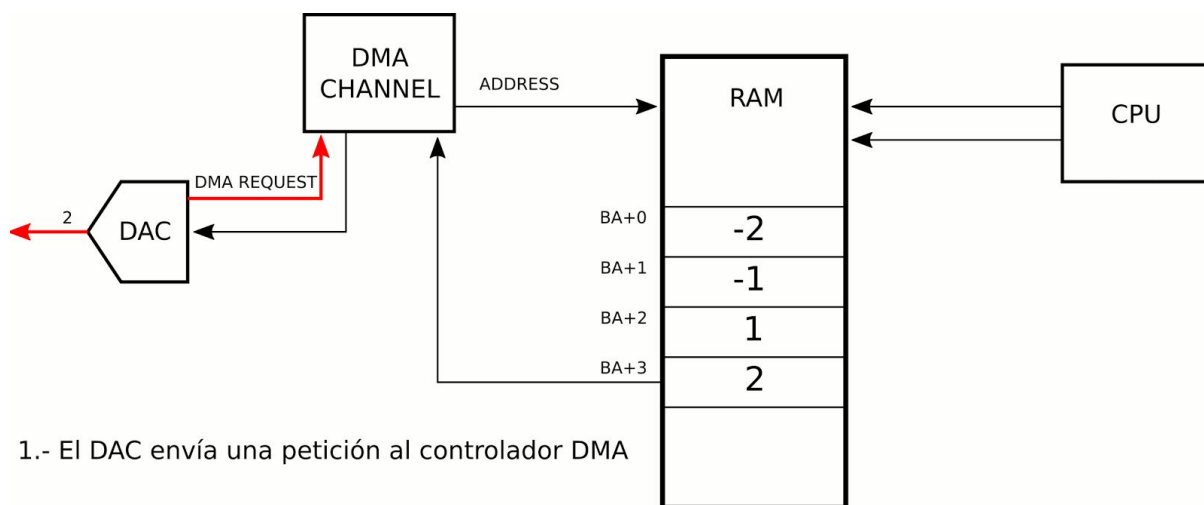 DMA
CHANNEL
ADDRESS
RAM
CPU
DMA REQUEST
2
DAC
BA+0
-2
BA+1
-1
BA+2
1
BA+3
2
1.- El DAC envía una petición al controlador DMA